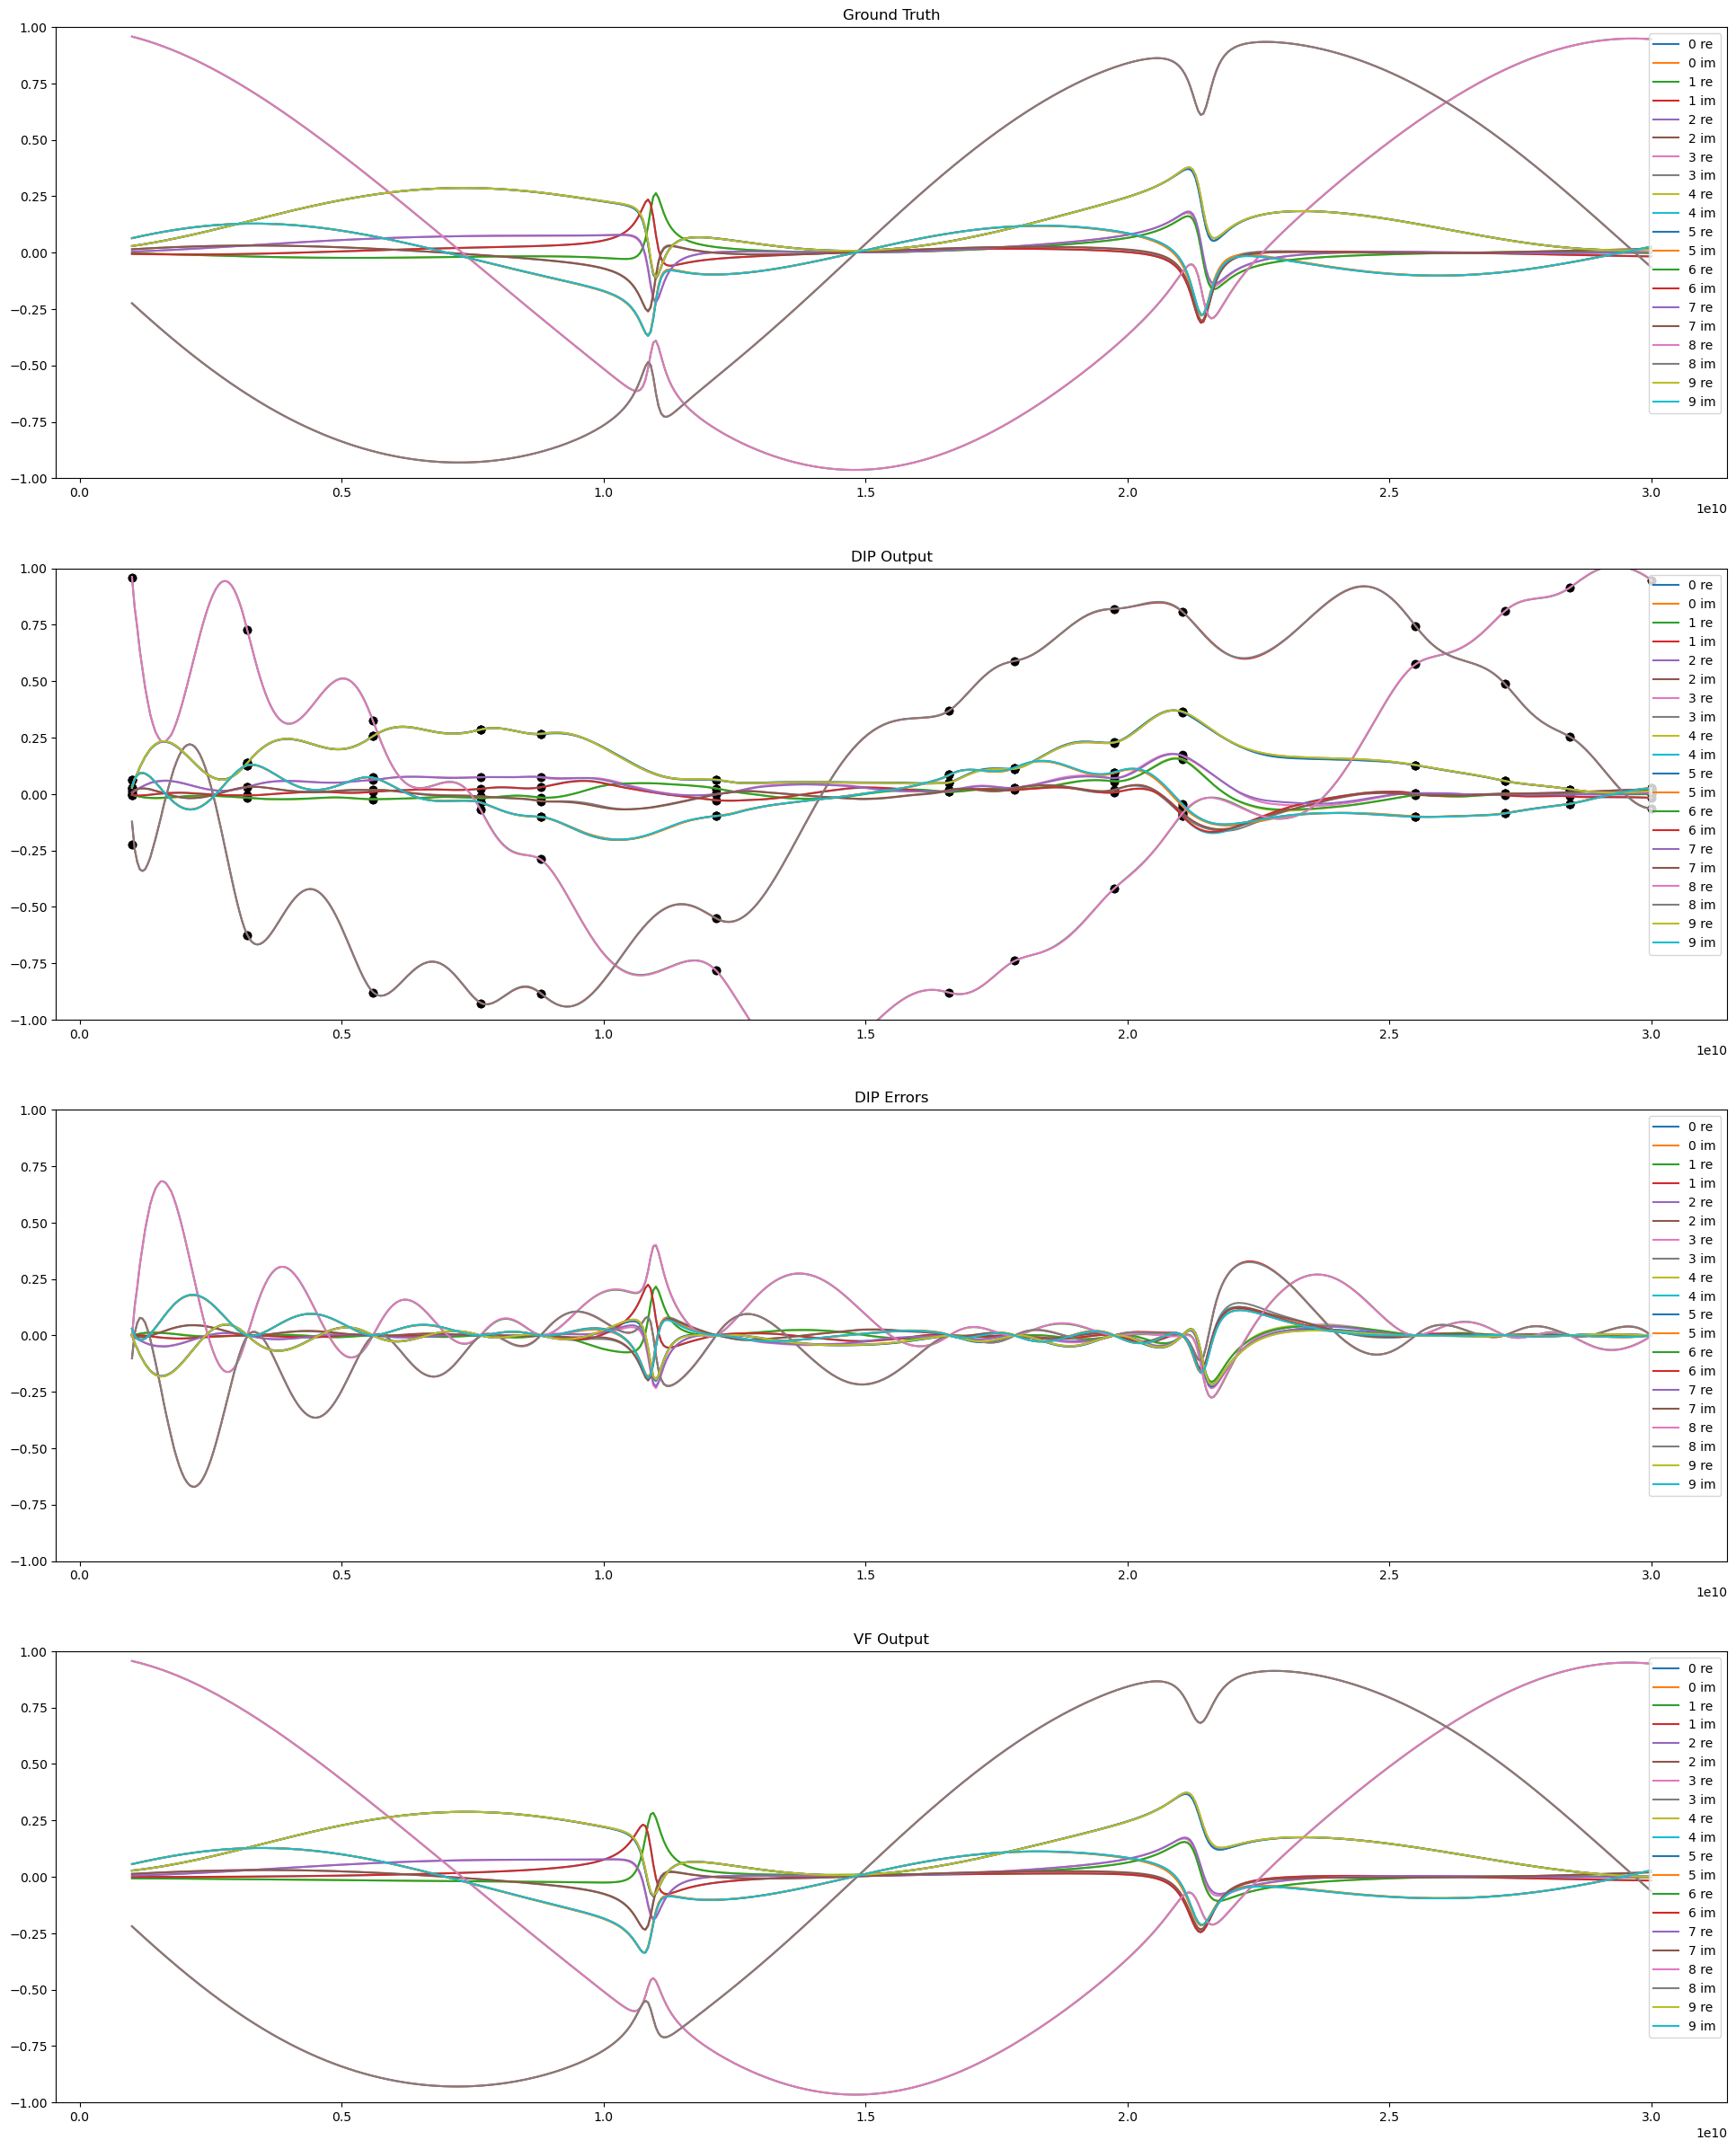 Ground Truth
1.00
0.75
0.50
0.25
0.00
−0.25
−0.50
−0.75
−1.00
0.0 0.5 1.0 1.5 2.0 2.5 3.0
1e10
0 re
0 im
1 re
1 im
2 re
2 im
3 re
3 im
4 re
4 im
5 re
5 im
6 re
6 im
7 re
7 im
8 re
8 im
9 re
9 im
DIP Output
1.00
0.75
0.50
0.25
0.00
−0.25
−0.50
−0.75
−1.00
0.0 0.5 1.0 1.5 2.0 2.5 3.0
1e10
0 re
0 im
1 re
1 im
2 re
2 im
3 re
3 im
4 re
4 im
5 re
5 im
6 re
6 im
7 re
7 im
8 re
8 im
9 re
9 im
DIP Errors
1.00
0.75
0.50
0.25
0.00
−0.25
−0.50
−0.75
−1.00
0.0 0.5 1.0 1.5 2.0 2.5 3.0
1e10
0 re
0 im
1 re
1 im
2 re
2 im
3 re
3 im
4 re
4 im
5 re
5 im
6 re
6 im
7 re
7 im
8 re
8 im
9 re
9 im
VF Output
1.00
0.75
0.50
0.25
0.00
−0.25
−0.50
−0.75
−1.00
0.0 0.5 1.0 1.5 2.0 2.5 3.0
1e10
0 re
0 im
1 re
1 im
2 re
2 im
3 re
3 im
4 re
4 im
5 re
5 im
6 re
6 im
7 re
7 im
8 re
8 im
9 re
9 im